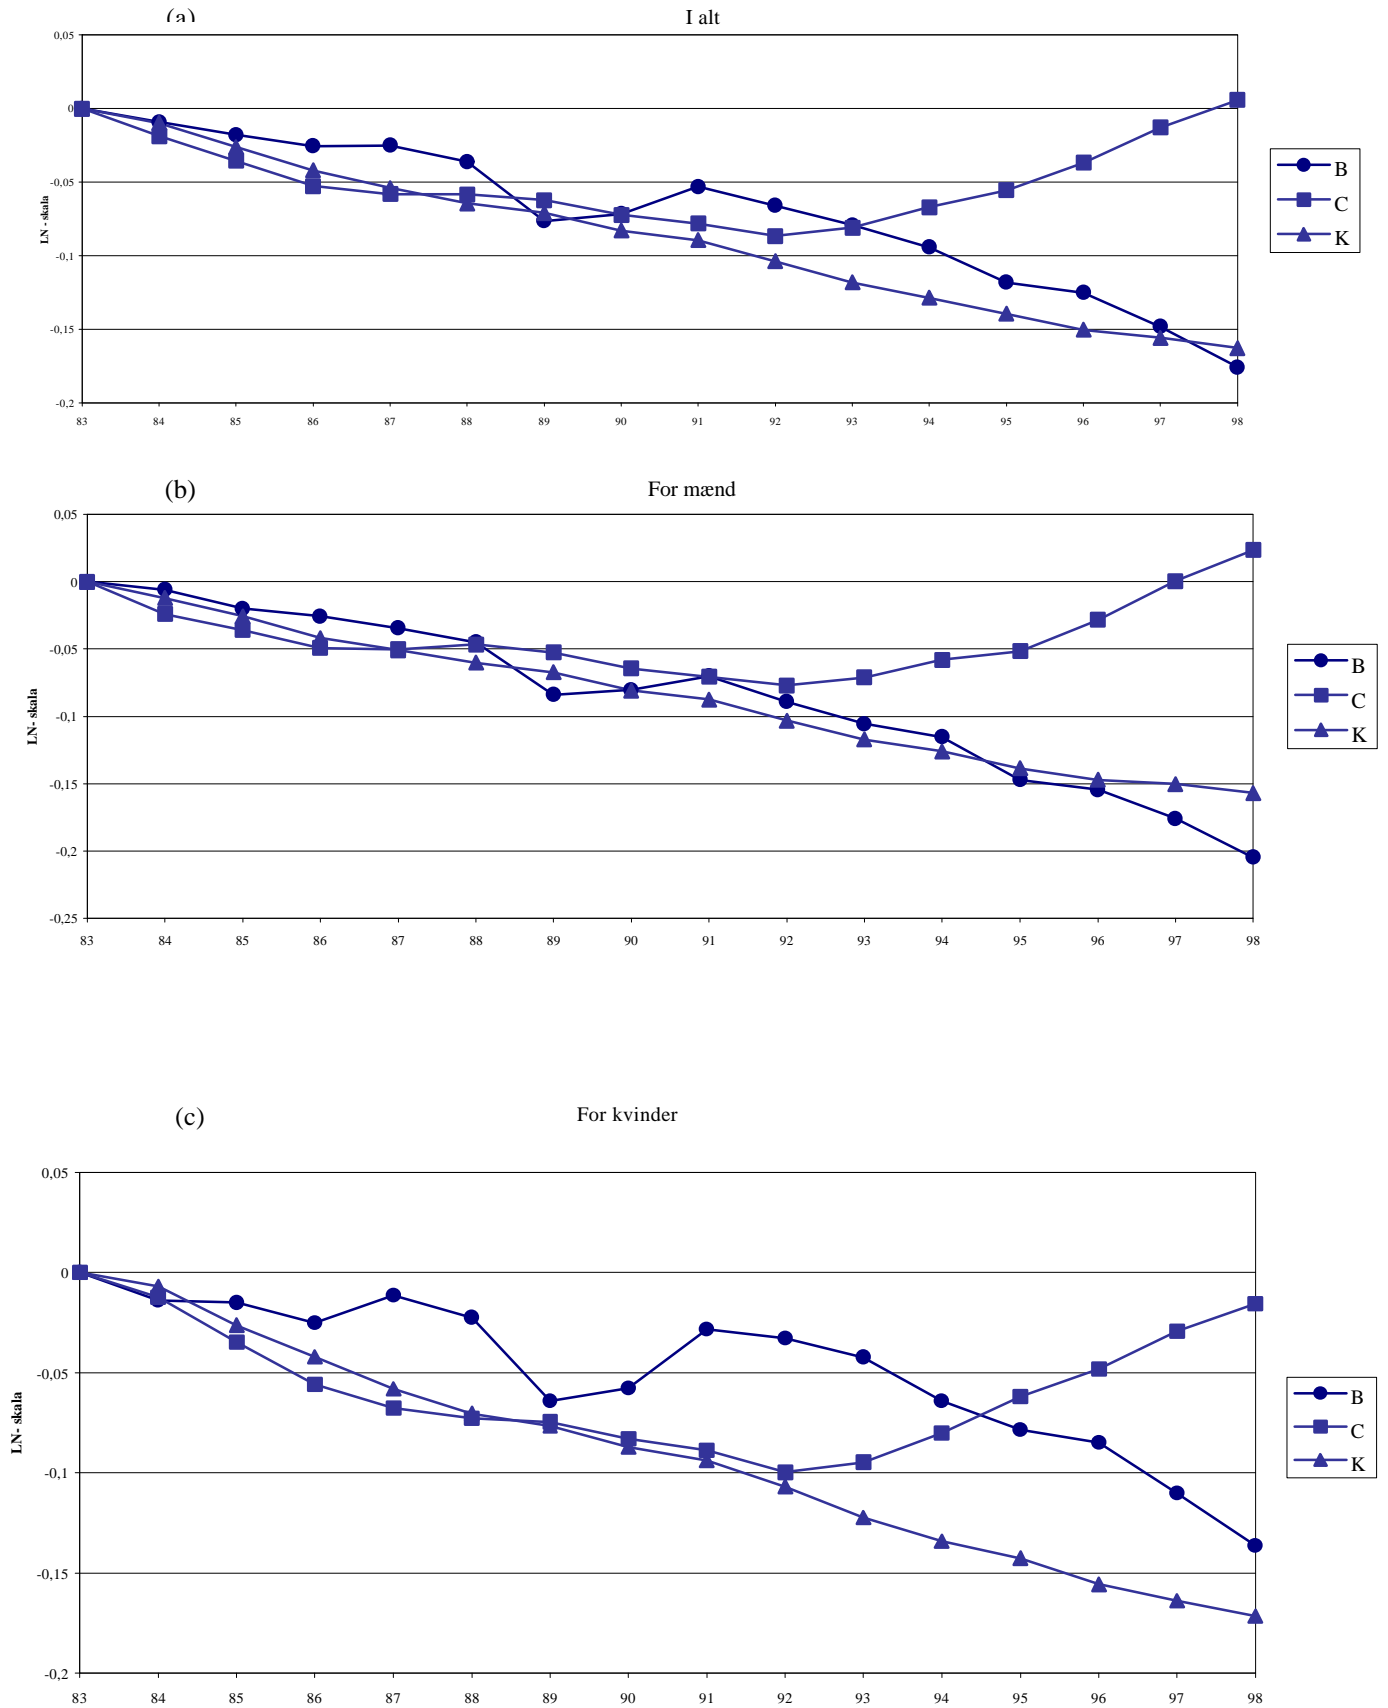 (a)
I alt
0,05
0
-0,05
-0,1
-0,15
-0,2
LN - skala
83 84 85 86 87 88 89 90 91 92 93 94 95 96 97 98
B
C
K
(b)
For mænd
0,05
0
-0,05
-0,1
-0,15
-0,2
-0,25
LN- skala
83 84 85 86 87 88 89 90 91 92 93 94 95 96 97 98
B
C
K
(c)
For kvinder
0,05
0
-0,05
-0,1
-0,15
-0,2
LN- skala
83 84 85 86 87 88 89 90 91 92 93 94 95 96 97 98
B
C
K